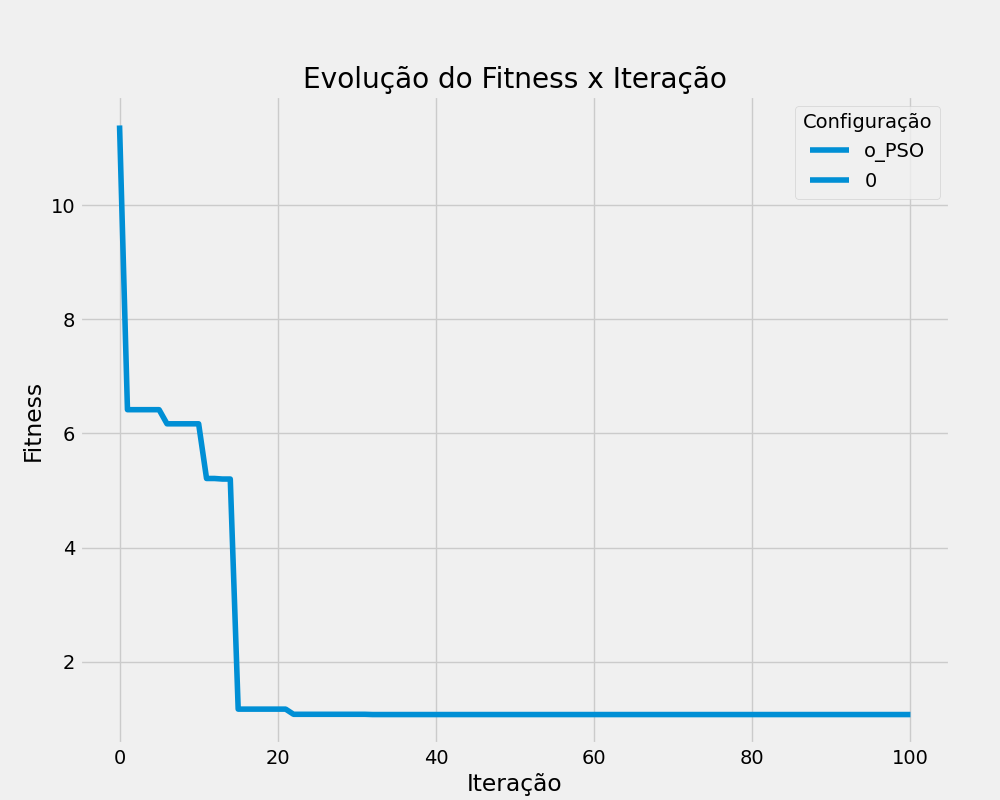 Evolução do Fitness x Iteração
Configuração
o_PSO
0
10
8
6
4
2
Fitness
0 20 40 60 80 100
Iteração